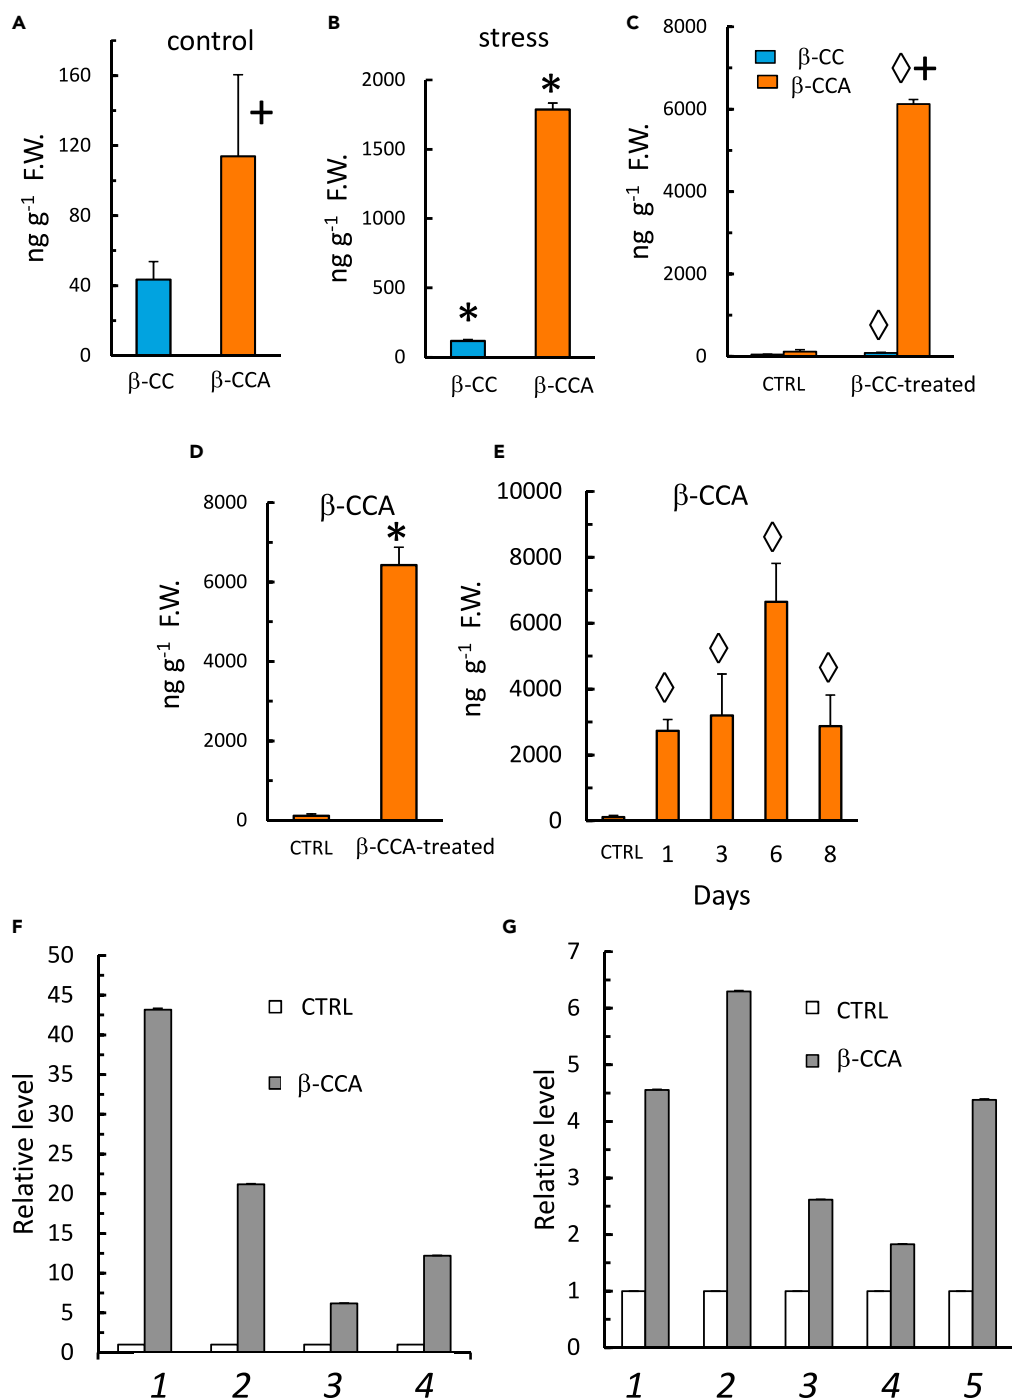 A
control
160
120
80
40
0
ng g-1 F.W.
+
β-CC
β-CCA
B
stress
2000
1500
1000
500
0
ng g-1 F.W.
*
*
β-CC
β-CCA
C
8000
6000
4000
2000
0
ng g-1 F.W.
β-CC
β-CCA
◊+
◊
CTRL
β-CC-treated
D
β-CCA
8000
6000
4000
2000
0
ng g-1 F.W.
*
CTRL
β-CCA-treated
E
β-CCA
10000
8000
6000
4000
2000
0
ng g-1 F.W.
◊
◊
◊
◊
CTRL 1 3 6 8
Days
F
50
45
40
35
30
25
20
15
10
5
0
Relative level
CTRL
β-CCA
1 2 3 4
G
7
6
5
4
3
2
1
0
Relative level
CTRL
β-CCA
1 2 3 4 5